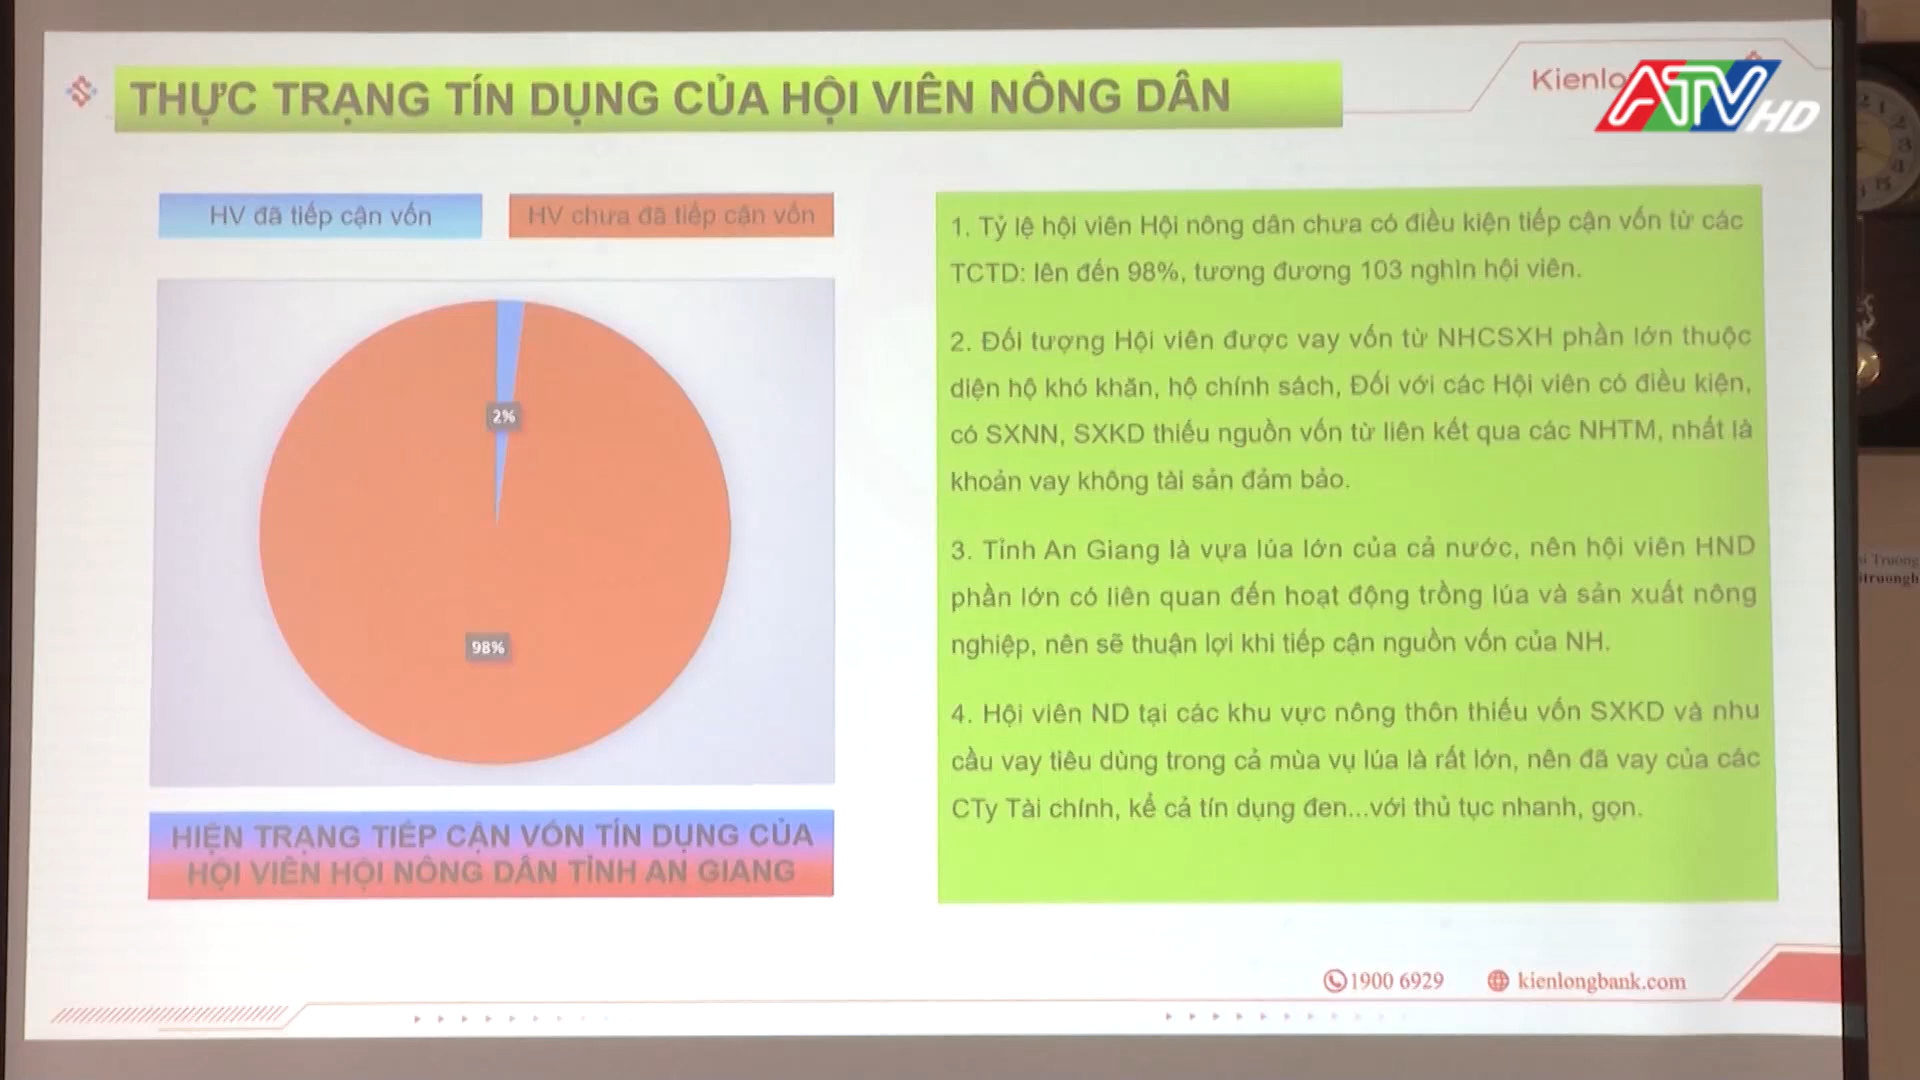 THỰC TRẠNG TÍN DỤNG CỦA HỘI VIÊN NÔNG DÂN
Kienlo
ATV HD
HV đã tiếp cận vốn
HV chưa đã tiếp cận vốn
2%
98%
HIỆN TRẠNG TIẾP CẬN VỐN TÍN DỤNG CỦA
HỘI VIÊN HỘI NÔNG DÂN TỈNH AN GIANG
1. Tỷ lệ hội viên Hội nông dân chưa có điều kiện tiếp cận vốn từ các
TCTD: lên đến 98%, tương đương 103 nghìn hội viên.
2. Đối tượng Hội viên được vay vốn từ NHCSXH phần lớn thuộc
diện hộ khó khăn, hộ chính sách, Đối với các Hội viên có điều kiện,
có SXNN, SXKD thiếu nguồn vốn từ liên kết qua các NHTM, nhất là
khoản vay không tài sản đảm bảo.
3. Tỉnh An Giang là vựa lúa lớn của cả nước, nên hội viên HND
phần lớn có liên quan đến hoạt động trồng lúa và sản xuất nông
nghiệp, nên sẽ thuận lợi khi tiếp cận nguồn vốn của NH.
4. Hội viên ND tại các khu vực nông thôn thiếu vốn SXKD và nhu
cầu vay tiêu dùng trong cả mùa vụ lúa là rất lớn, nên đã vay của các
CTy Tài chính, kể cả tín dụng đen...với thủ tục nhanh, gọn.
1900 6929
kienlongbank.com